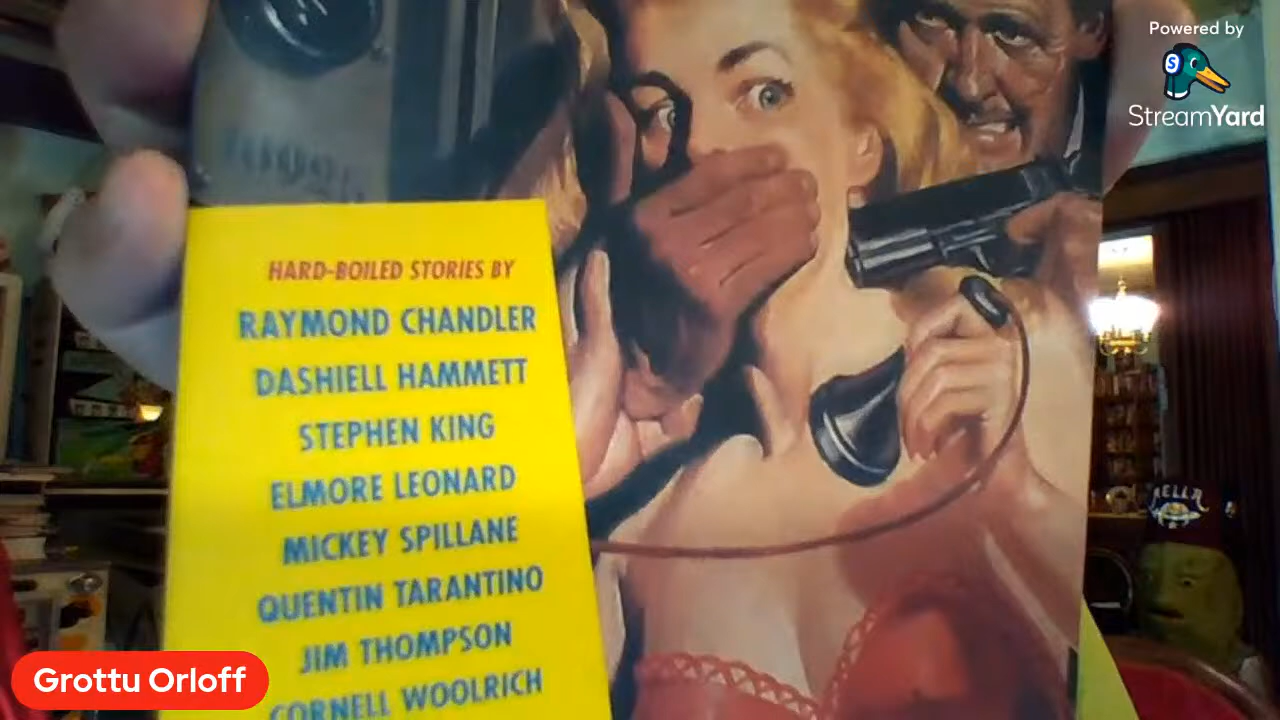 Powered by
StreamYard
HARD-BOILED STORIES BY
RAYMOND CHANDLER
DASHIELL HAMMETT
STEPHEN KING
ELMORE LEONARD
MICKEY SPILLANE
QUENTIN TARANTINO
JIM THOMPSON
CORNELL WOOLRICH
Grottu Orloff